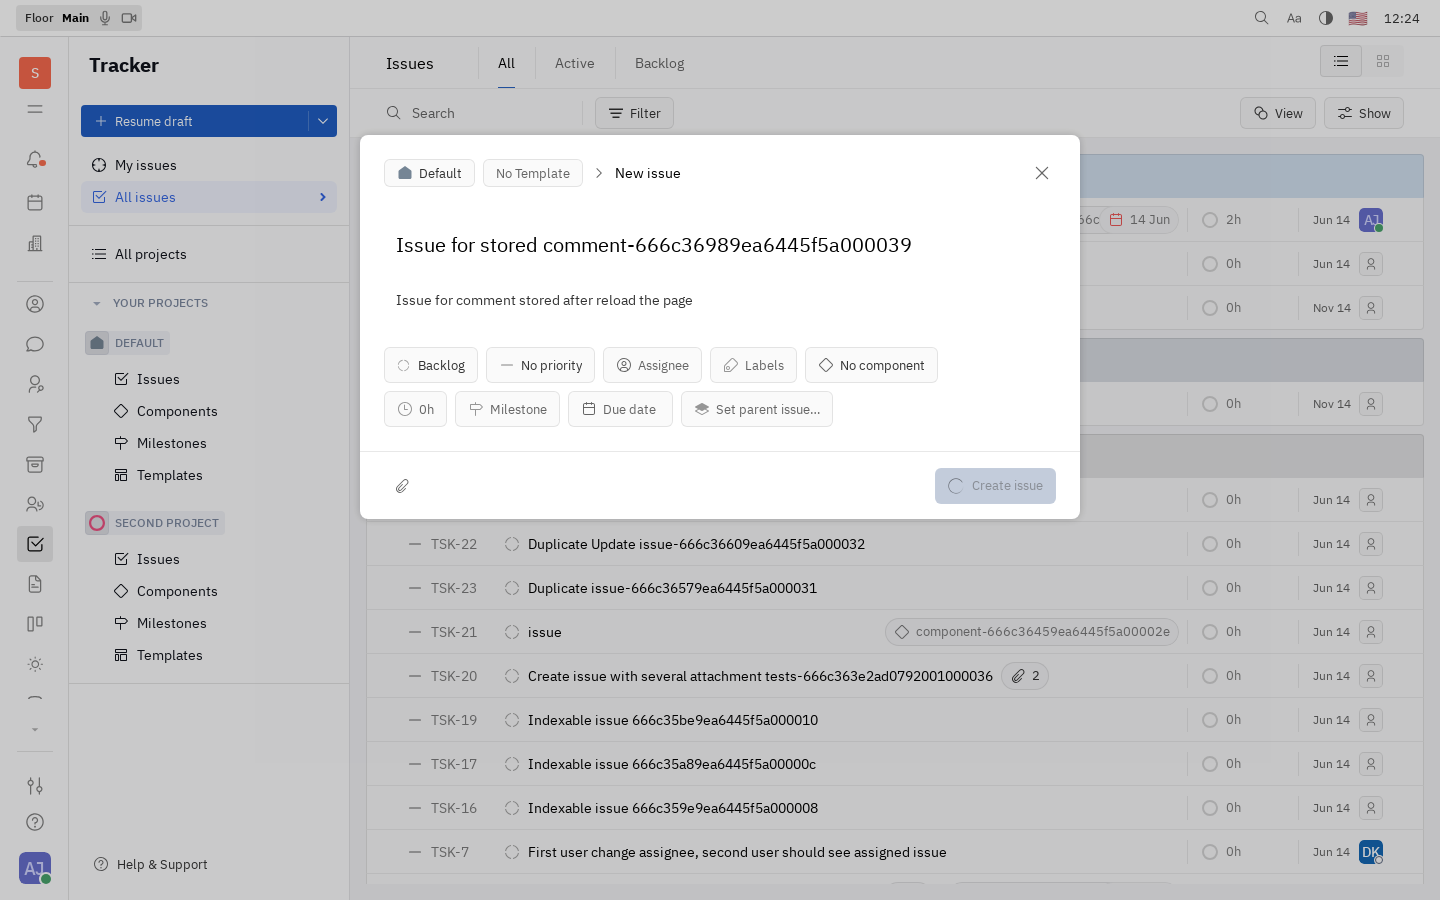 Floor Main
Aa
12:24
S
Tracker
Resume draft
My issues
All issues
All projects
YOUR PROJECTS
DEFAULT
Issues
Components
Milestones
Templates
SECOND PROJECT
Issues
Components
Milestones
Templates
Help & Support
AJ
Issues
All
Active
Backlog
Search
Filter
View
Show
Default
No Template
New issue
Issue for stored comment-666c36989ea6445f5a000039
Issue for comment stored after reload the page
Backlog
No priority
Assignee
Labels
No component
0h
Milestone
Due date
Set parent issue...
Create issue
14 Jun 2h Jun 14 AJ
0h Jun 14
0h Nov 14
0h Nov 14
0h Jun 14
TSK-22 Duplicate Update issue-666c36609ea6445f5a000032 0h Jun 14
TSK-23 Duplicate issue-666c36579ea6445f5a000031 0h Jun 14
TSK-21 issue component-666c36459ea6445f5a00002e 0h Jun 14
TSK-20 Create issue with several attachment tests-666c363e2ad0792001000036 2 0h Jun 14
TSK-19 Indexable issue 666c35be9ea6445f5a000010 0h Jun 14
TSK-17 Indexable issue 666c35a89ea6445f5a00000c 0h Jun 14
TSK-16 Indexable issue 666c359e9ea6445f5a000008 0h Jun 14
TSK-7 First user change assignee, second user should see assigned issue 0h Jun 14 DK